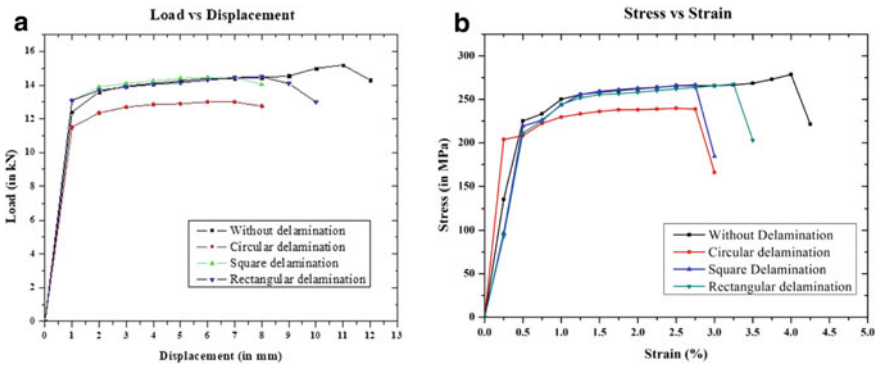 a
Load vs Displacement
Load (in kN)
16
14
12
10
8
6
4
2
0
Without delamination
Circular delamination
Square delamination
Rectangular delamination
0 1 2 3 4 5 6 7 8 9 10 11 12 13
Displacement (in mm)
b
Stress vs Strain
Stress (in MPa)
300
250
200
150
100
50
0
Without Delamination
Circular delamination
Square Delamination
Rectangular delamination
0.0 0.5 1.0 1.5 2.0 2.5 3.0 3.5 4.0 4.5 5.0
Strain (%)